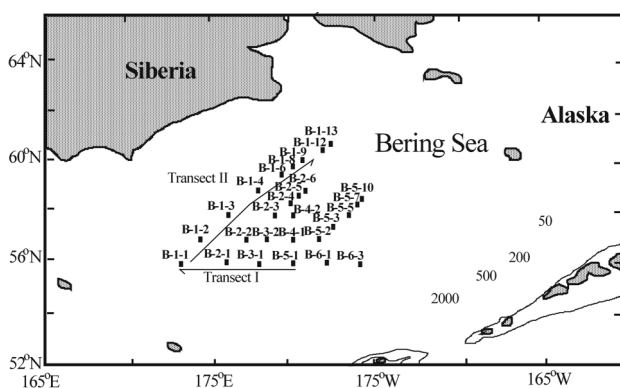 64°N
Siberia
Alaska
B-1-13
B-1-12
Bering Sea
60°N
B-1-9
B-1-8
B-1-6
Transect II
B-2-6
B-1-4
B-2-5
B-5-10
B-2-4
B-5-7
B-1-3
B-2-3
B-4-2
B-5-5
B-5-3
50
B-1-2
B-2-2
B-3-2
B-4-1
B-5-2
200
56°N
B-1-1
B-2-1
B-3-1
B-5-1
B-6-1
B-6-3
500
Transect I
2000
52°N
165°E
175°E
175°W
165°W